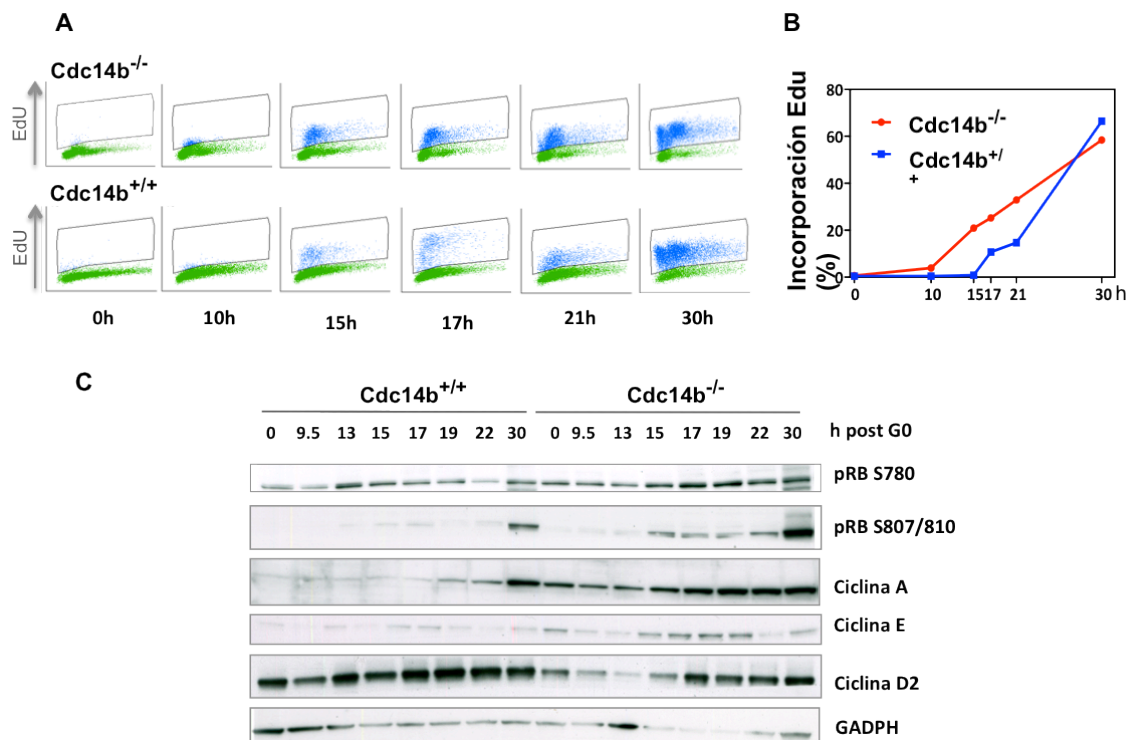 A
Cdc14b-/-
EdU
Cdc14b+/+
EdU
0h 10h 15h 17h 21h 30h
B
Incorporación Edu (%)
80
60
40
20
0
Cdc14b-/-
Cdc14b+/
+
0 10 15 17 21 30 h
C
Cdc14b+/+ Cdc14b-/-
0 9.5 13 15 17 19 22 30 0 9.5 13 15 17 19 22 30 h post G0
pRB S780
pRB S807/810
Ciclina A
Ciclina E
Ciclina D2
GADPH